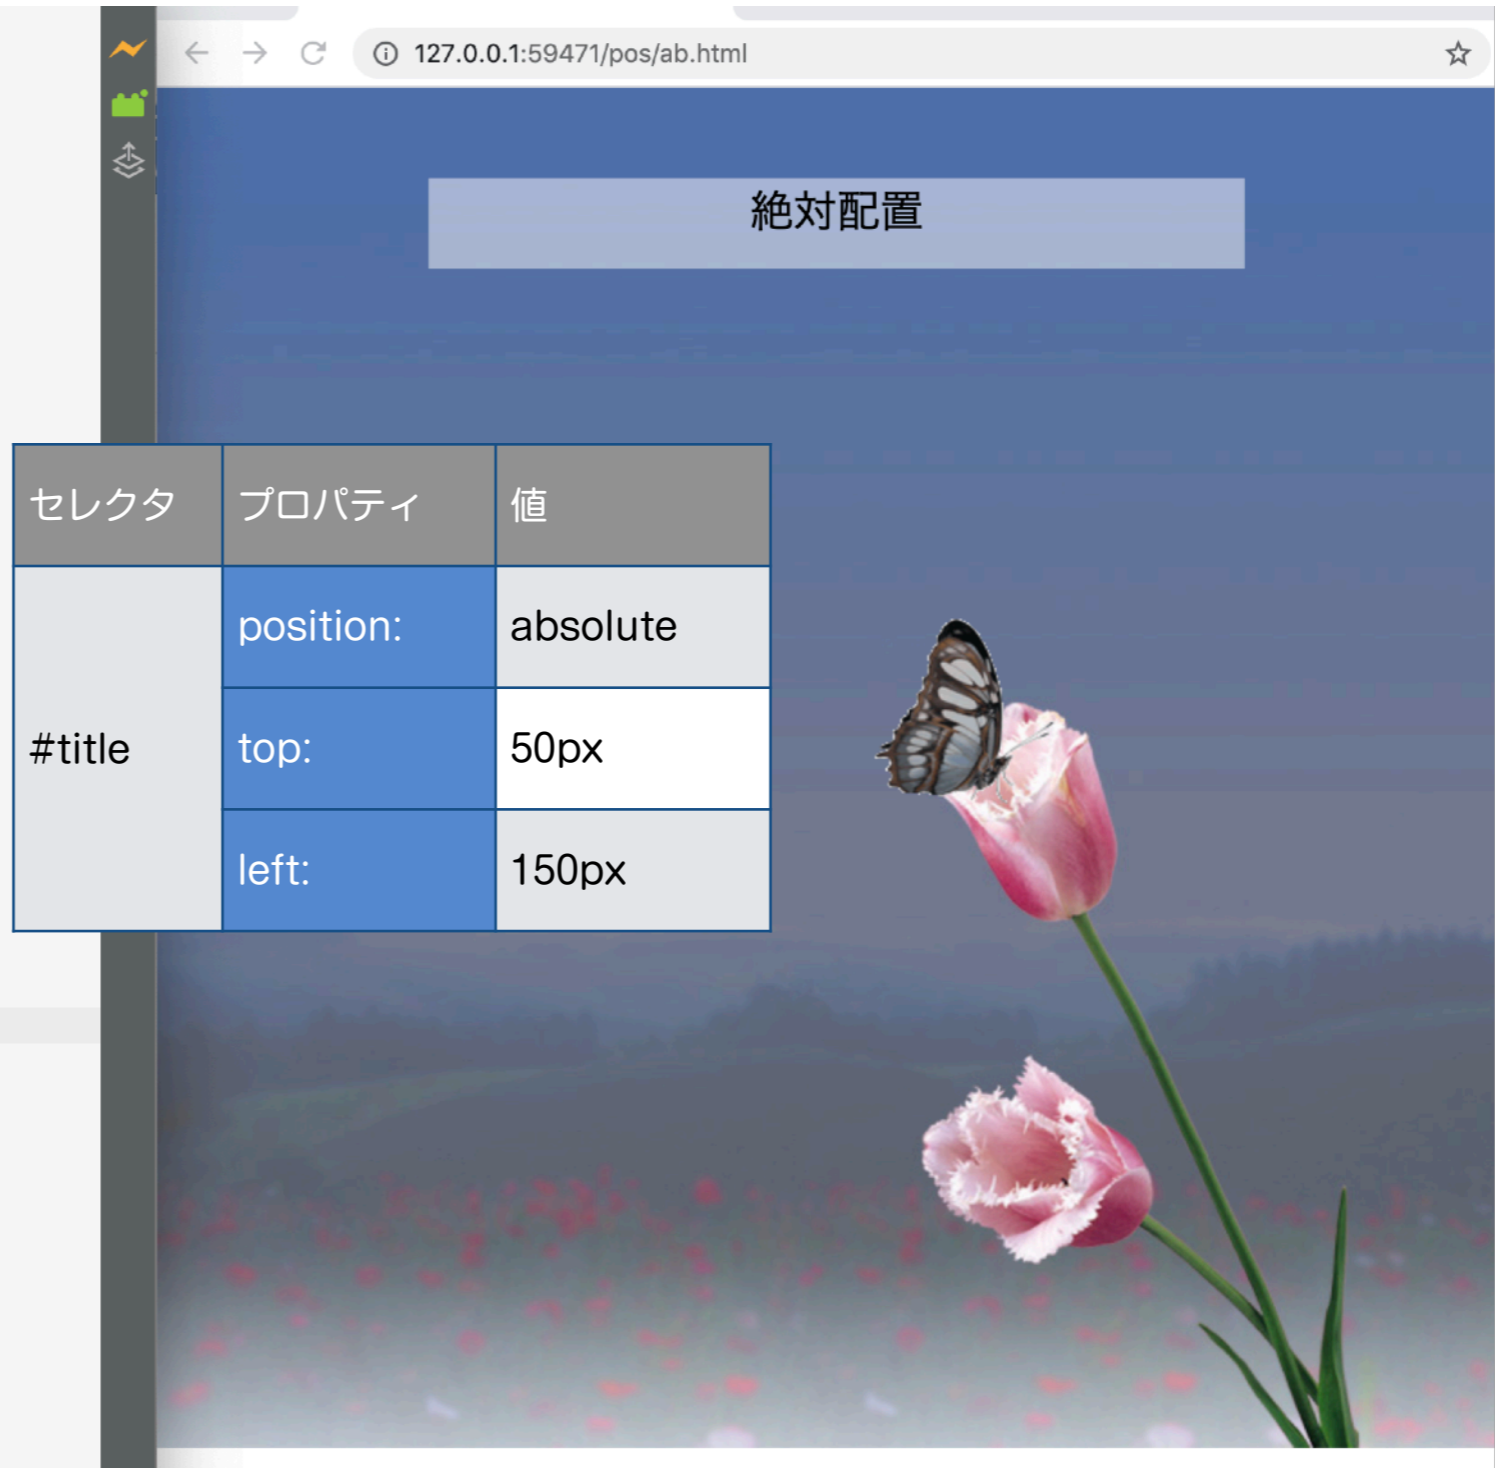 127.0.0.1:59471/pos/ab.html
絶対配置
セレクタ プロパティ 値
#title position: absolute
top: 50px
left: 150px